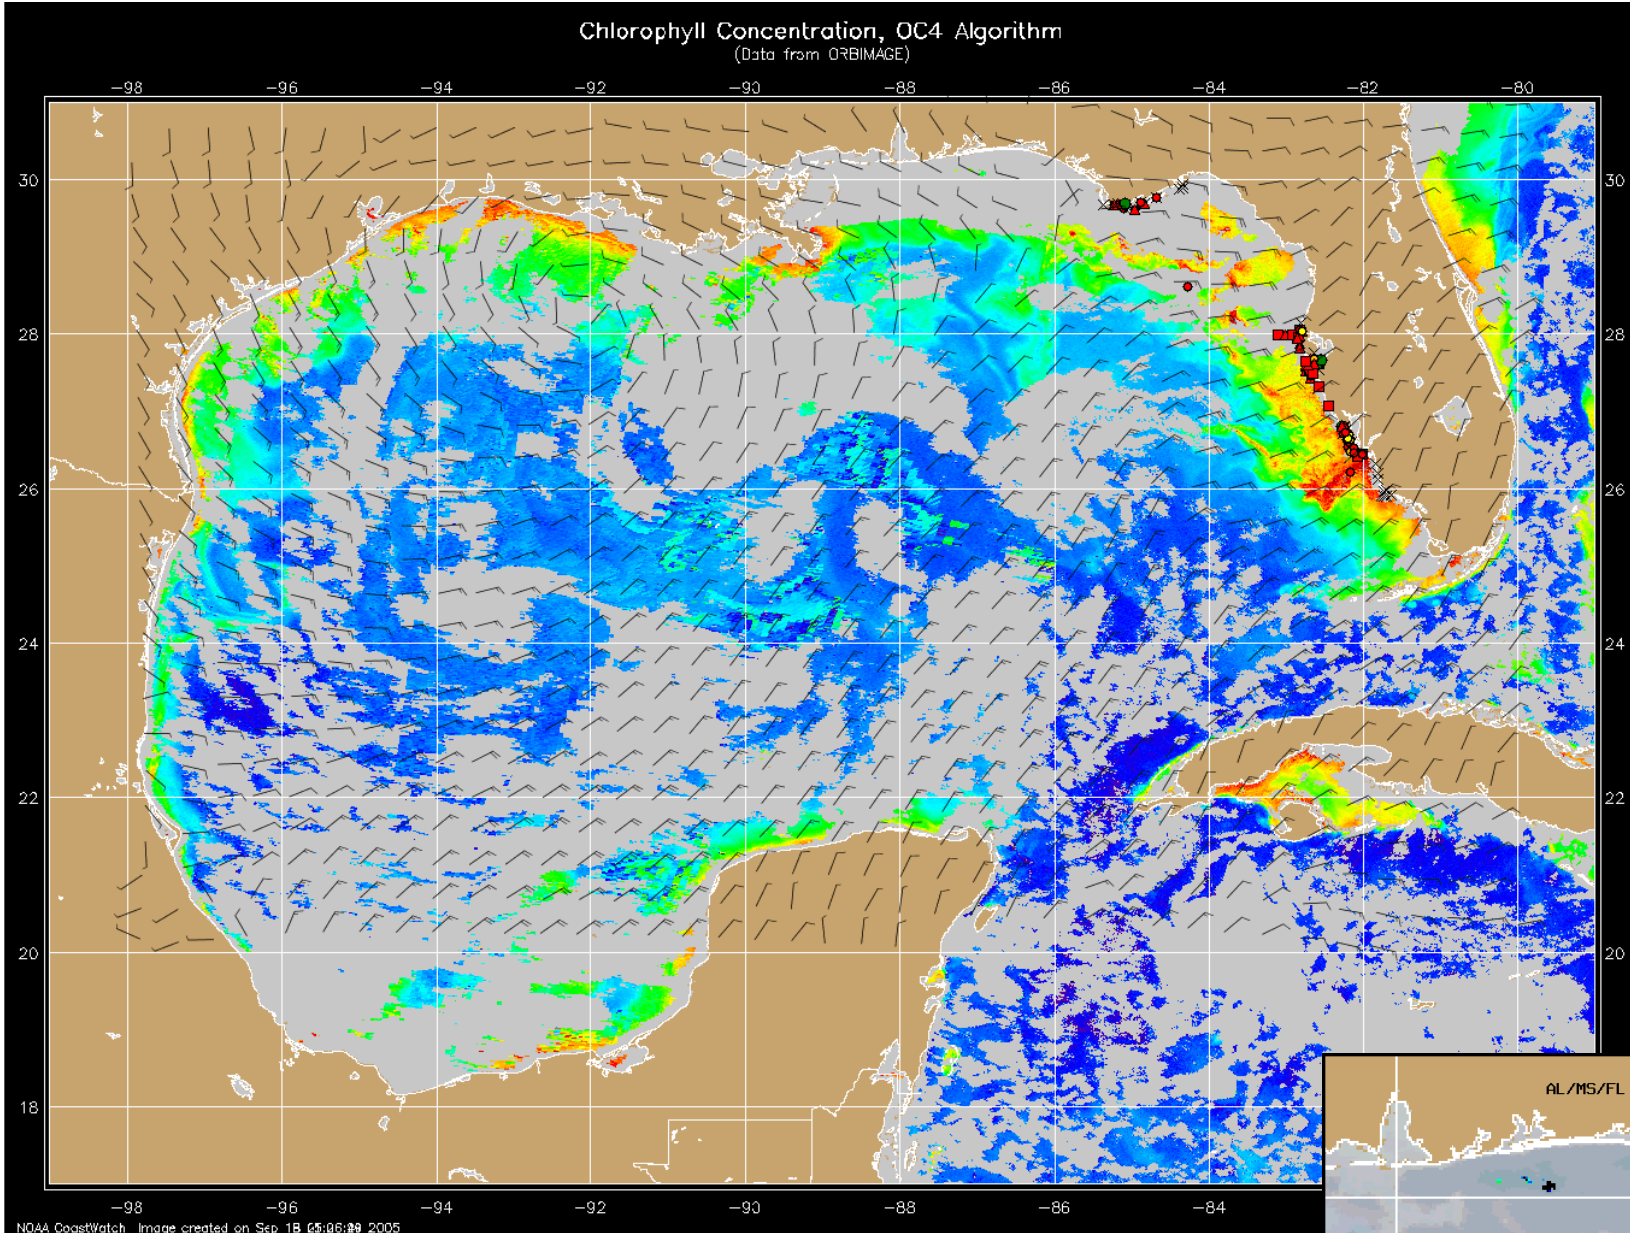 Chlorophyll Concentration, OC4 Algorithm
(Data from ORBIMAGE)
-98 -96 -94 -92 -90 -88 -86 -84 -82 -80
30 30
28 28
26 26
24 24
22 22
20 20
18
AL/MS/FL
-98 -96 -94 -92 -90 -88 -86 -84
NOAA CoastWatch Image created on Sep 2005